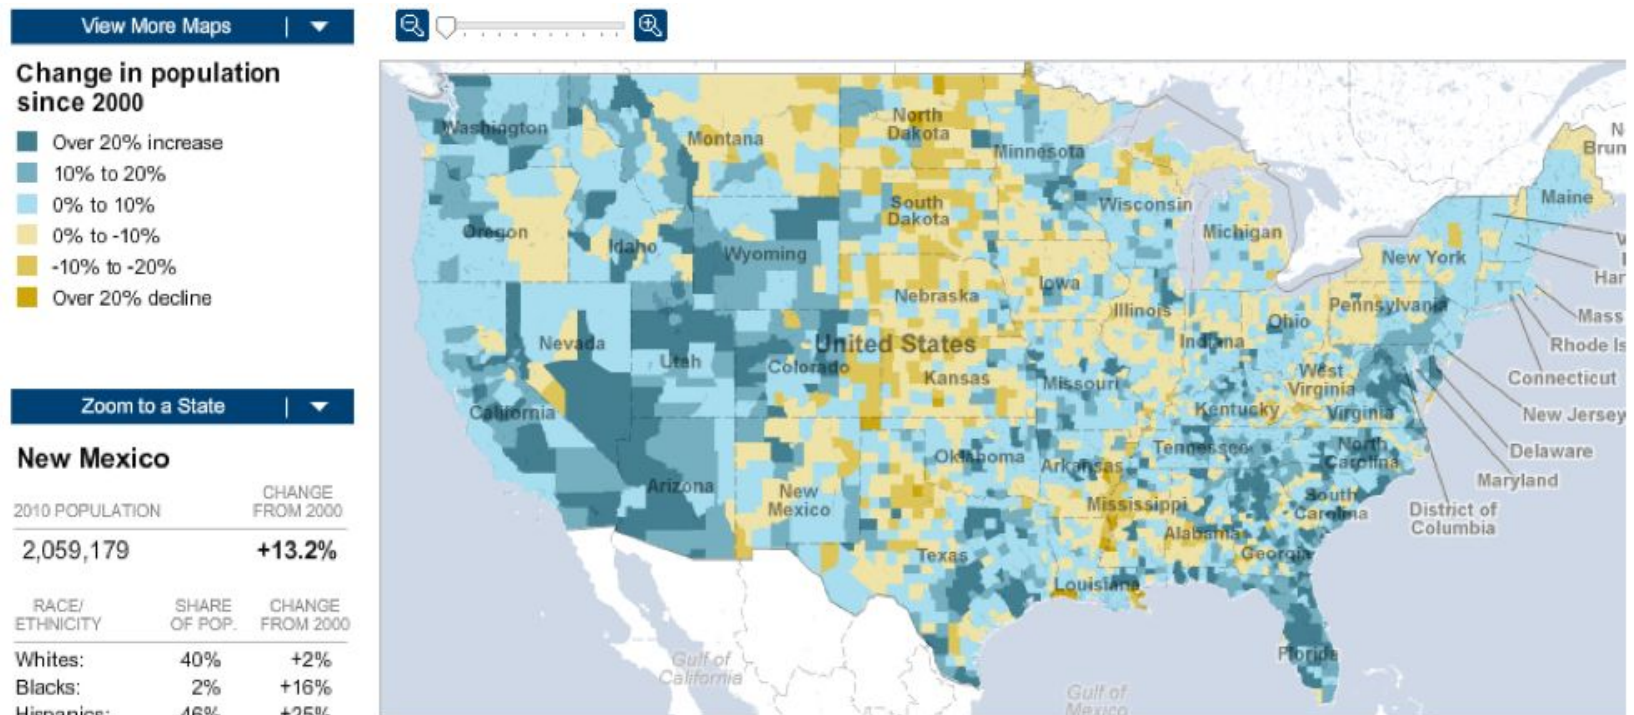 View More Maps
Change in population
since 2000
Over 20% increase
10% to 20%
0% to 10%
0% to -10%
-10% to -20%
Over 20% decline
Zoom to a State
New Mexico
2010 POPULATION
CHANGE
FROM 2000
2,059,179
+13.2%
RACE/
ETHNICITY
SHARE
OF POP.
CHANGE
FROM 2000
Whites: 40% +2%
Blacks: 2% +16%
Hispanics: 46% +25%
Washington
Montana
North
Dakota
Minnesota
Oregon
Idaho
Wyoming
South
Dakota
Wisconsin
Michigan
New York
Maine
N
Brun
V
Har
Mass
Rhode Is
Connecticut
New Jersey
Delaware
Maryland
District of
Columbia
Nebraska
Iowa
Illinois
Indiana
Ohio
Pennsylvania
Nevada
Utah
Colorado
United States
Kansas
Missouri
West
Virginia
Kentucky
Virginia
California
Arizona
New
Mexico
Oklahoma
Arkansas
Tennessee
North
Carolina
South
Carolina
Mississippi
Alabama
Georgia
Texas
Louisiana
Florida
Gulf of
California
Gulf of
Mexico